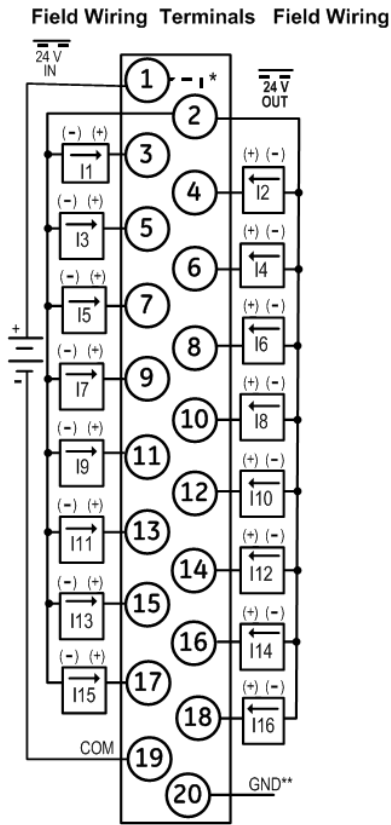 Field Wiring Terminals Field Wiring
24 V
IN
1 *
24 V
OUT
2
(-) (+)
I1
3
(+) (-)
I2
4
(-) (+)
I3
5
(+) (-)
I4
6
(-) (+)
I5
7
(+) (-)
I6
8
+
-
(-) (+)
I7
9
(+) (-)
I8
10
(-) (+)
I9
11
(+) (-)
I10
12
(-) (+)
I11
13
(+) (-)
I12
14
(-) (+)
I13
15
(+) (-)
I14
16
(-) (+)
I15
17
(+) (-)
I16
18
COM
19
20
GND**